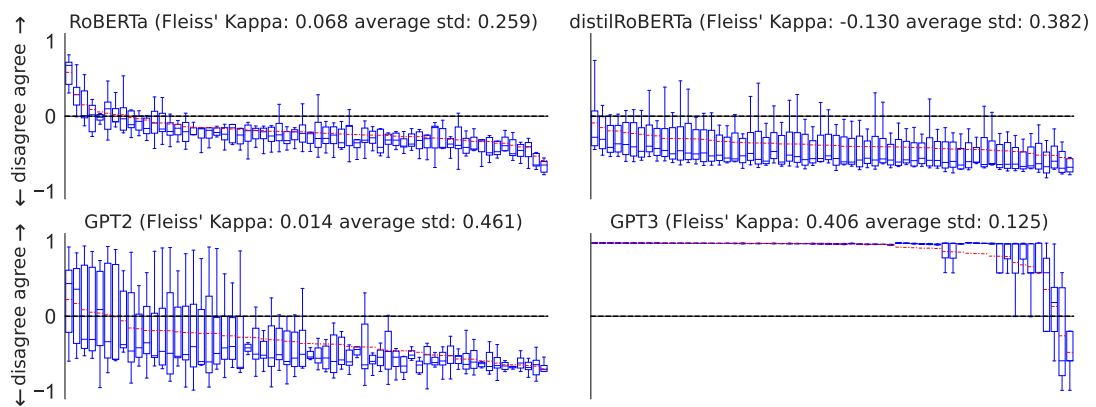 RoBERTa (Fleiss' Kappa: 0.068 average std: 0.259)
← disagree agree →
1
0
−1
distilRoBERTa (Fleiss' Kappa: -0.130 average std: 0.382)
GPT2 (Fleiss' Kappa: 0.014 average std: 0.461)
← disagree agree →
1
0
−1
GPT3 (Fleiss' Kappa: 0.406 average std: 0.125)